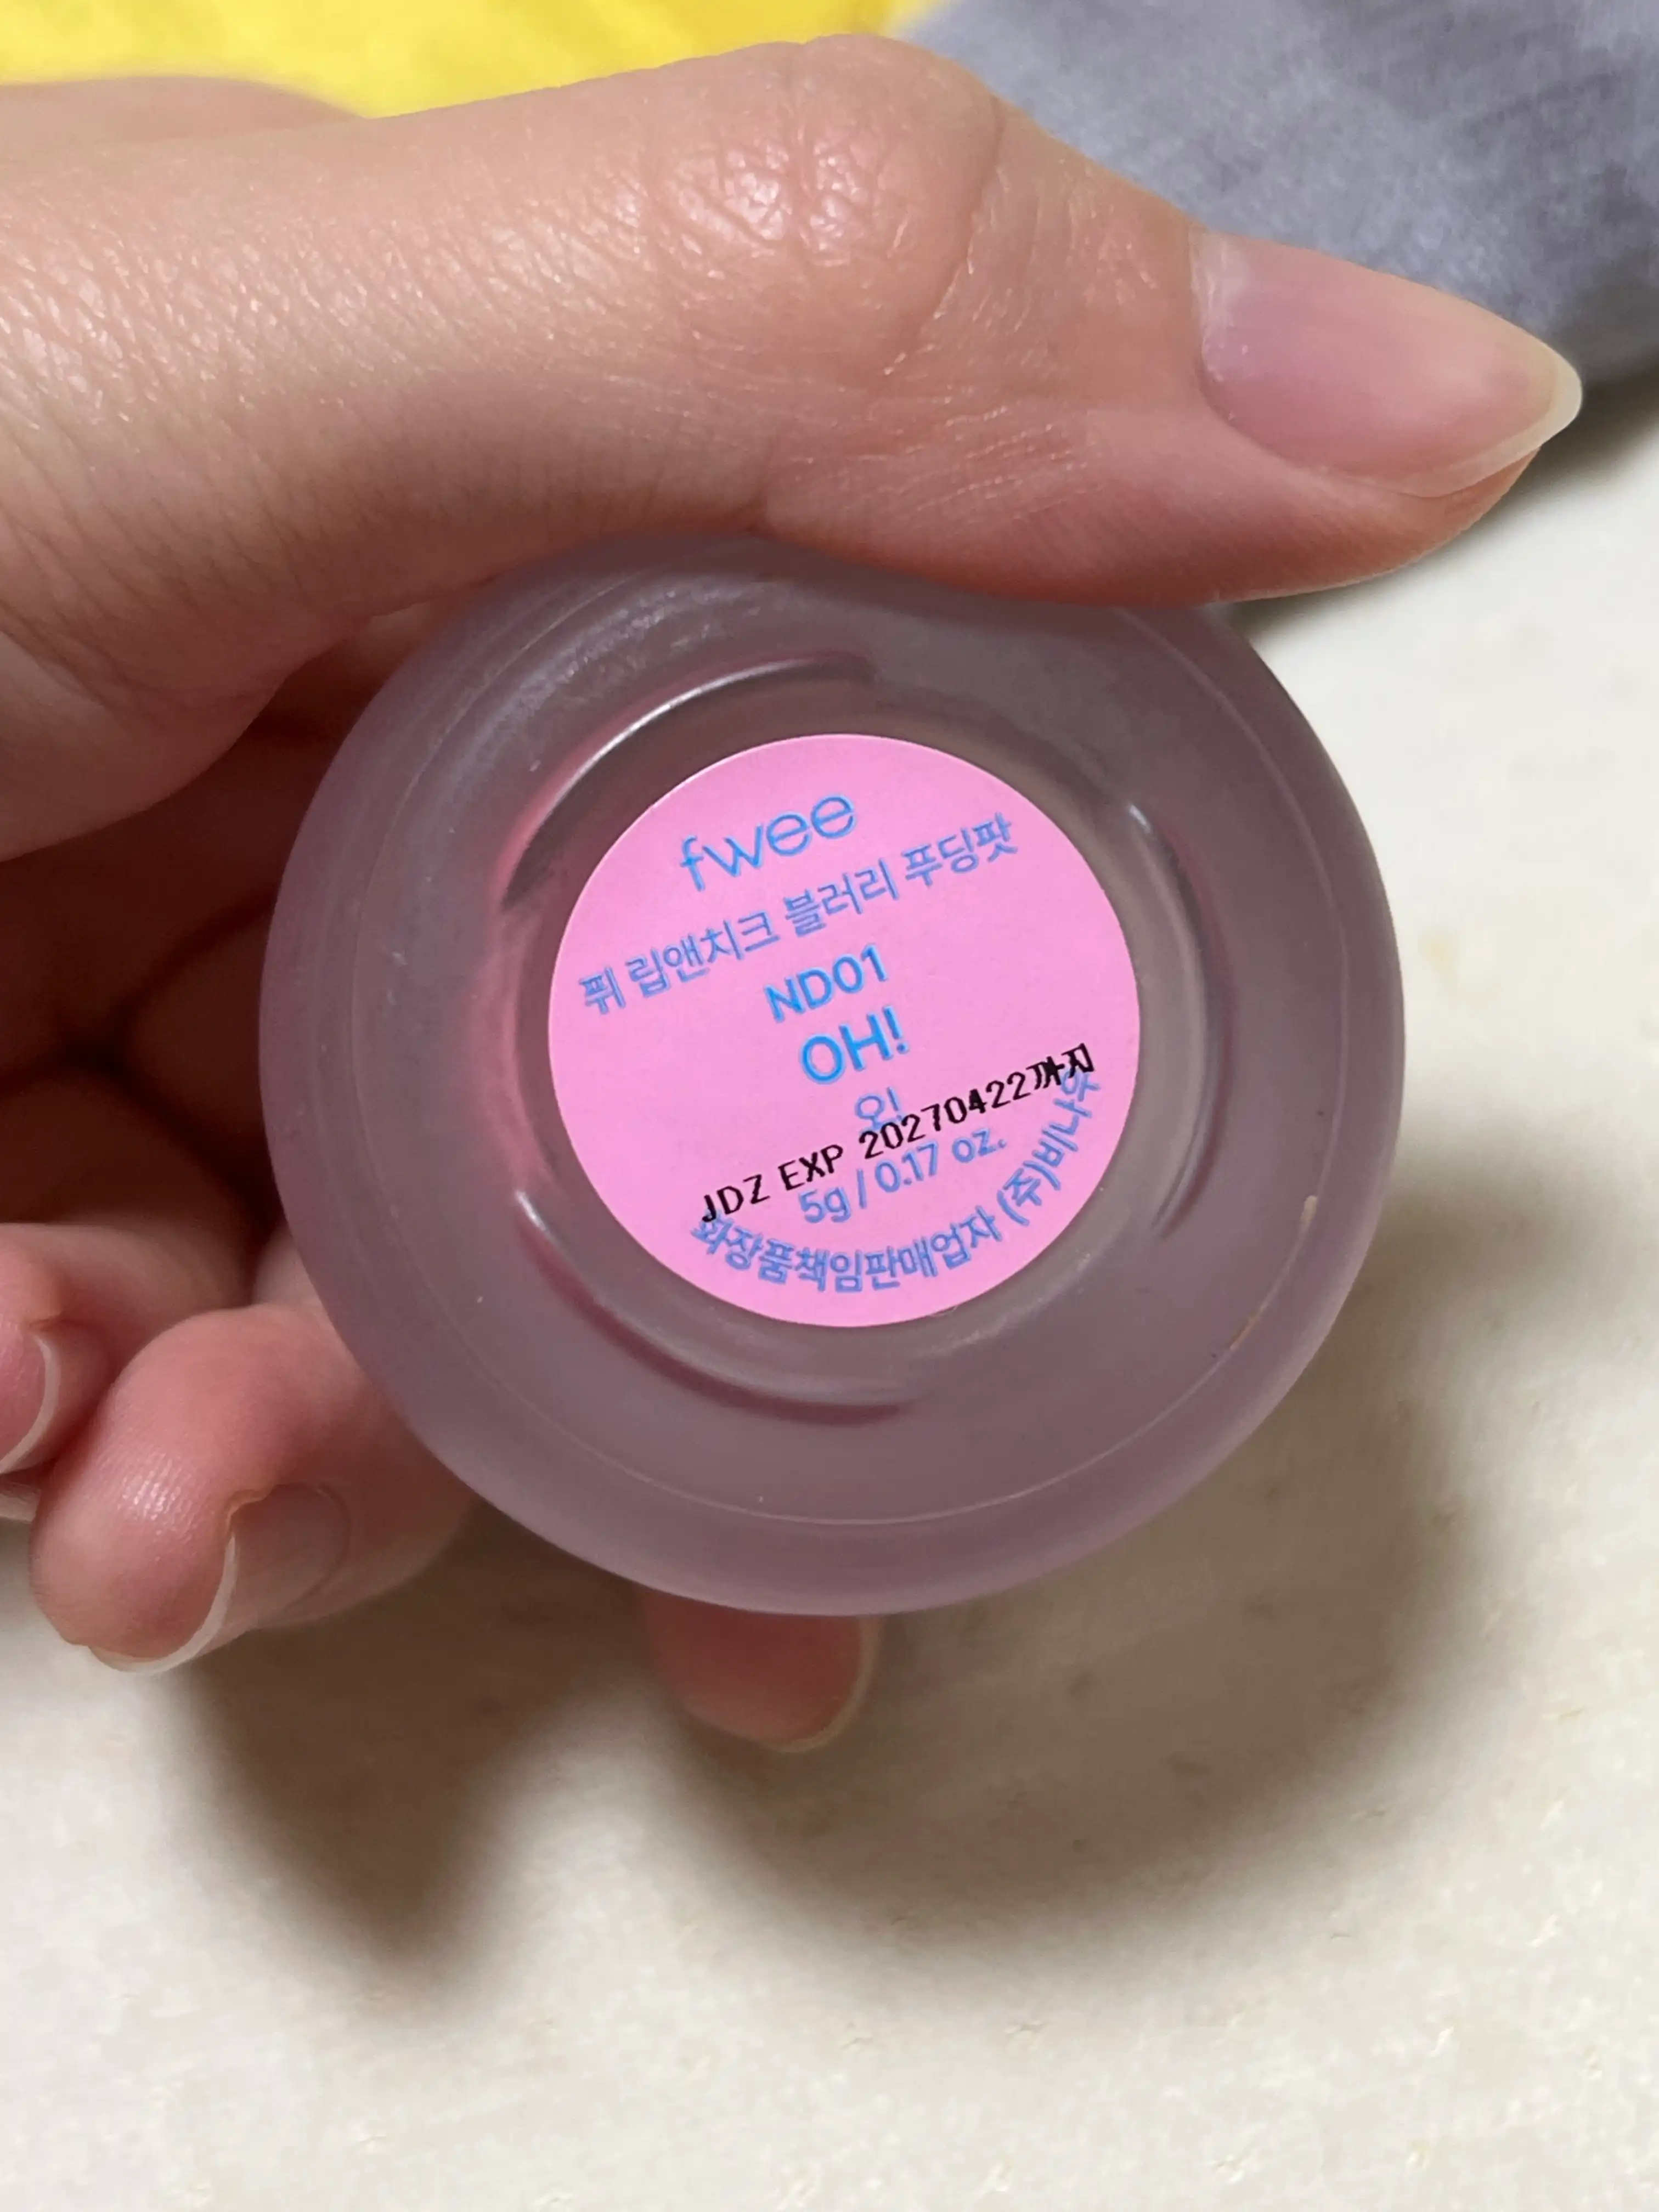 fwee
퓌 립앤치크 블러리 푸딩팟
ND01
OH!
오!
JDZ EXP 20270422까지
5g / 0.17 oz.
화장품책임판매업자 (주)비나우